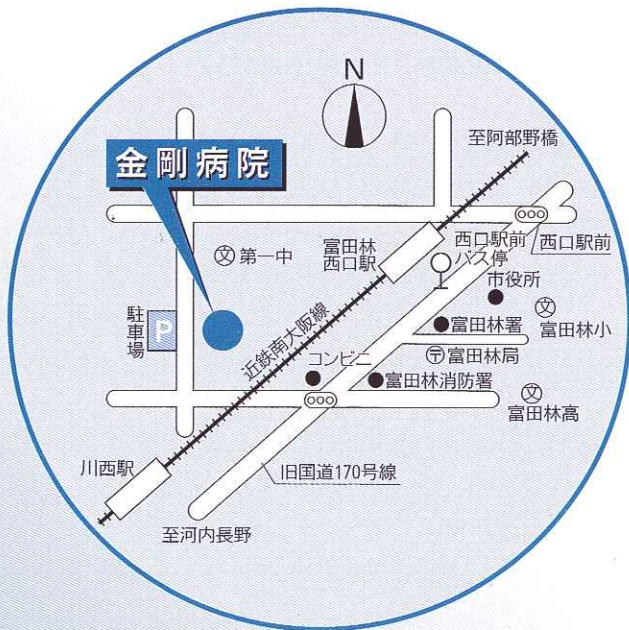 N
至阿部野橋
金剛病院
富田林
西口駅
西口駅前
バス停
西口駅前
文 第一中
市役所
文
富田林小
駐車場
P
近鉄南大阪線
富田林署
コンビニ
〒富田林局
富田林消防署
文
富田林高
川西駅
旧国道170号線
至河内長野